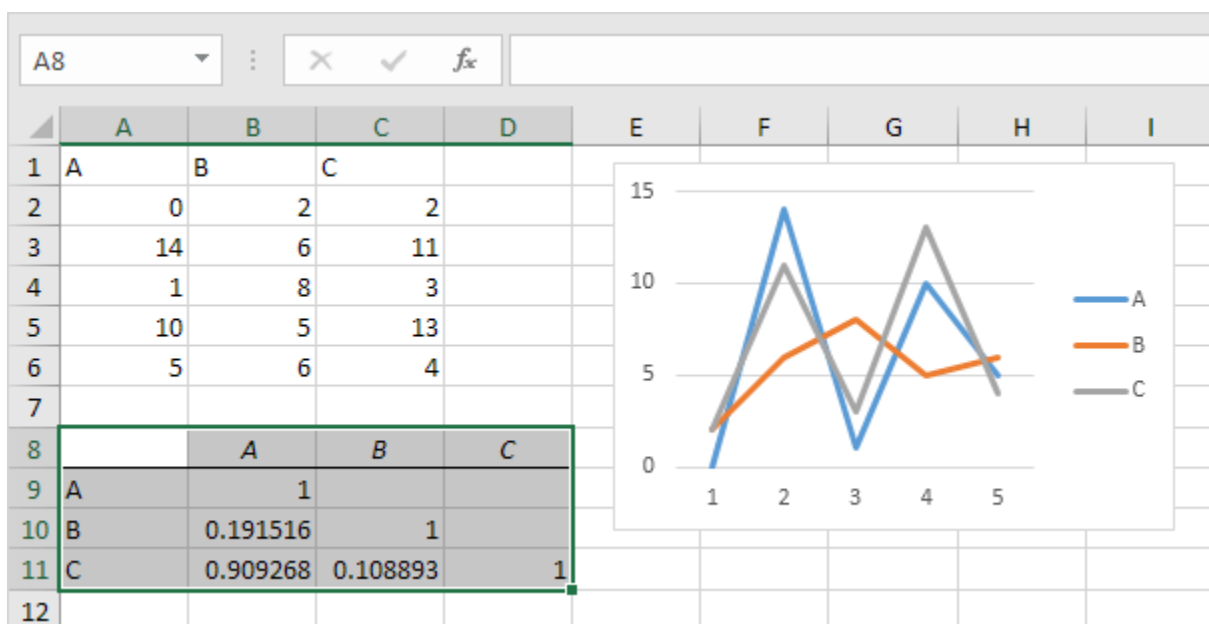 A8 fx
A B C D E F G H I
1 A B C
2 0 2 2
3 14 6 11
4 1 8 3
5 10 5 13
6 5 6 4
7
8 A B C
9 A 1
10 B 0.191516 1
11 C 0.909268 0.108893 1
12
15
10
5
0
1 2 3 4 5
A
B
C